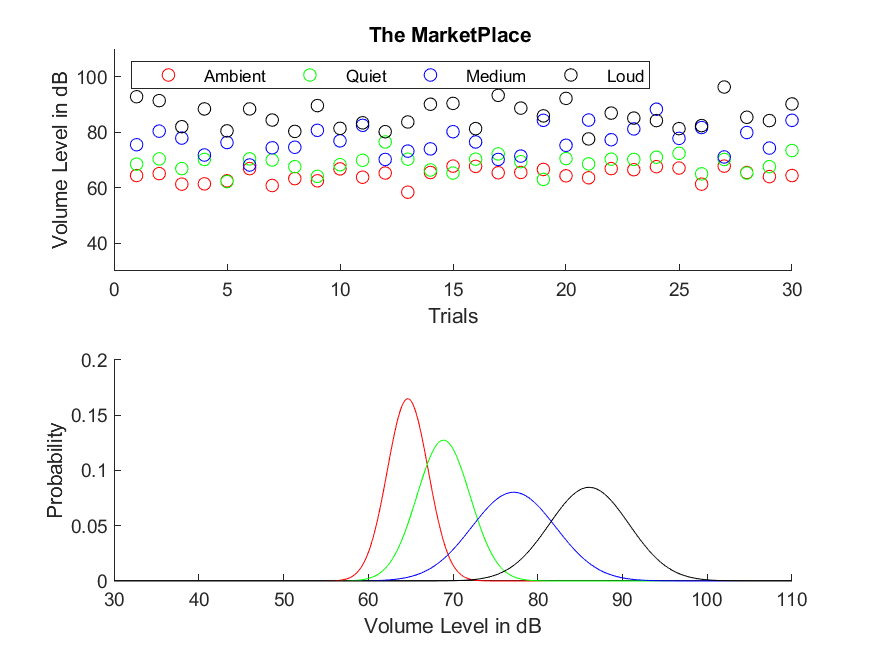 The MarketPlace
Ambient Quiet Medium Loud
Volume Level in dB
100
80
60
40
0 5 10 15 20 25 30
Trials
Probability
0.2
0.15
0.1
0.05
0
30 40 50 60 70 80 90 100 110
Volume Level in dB